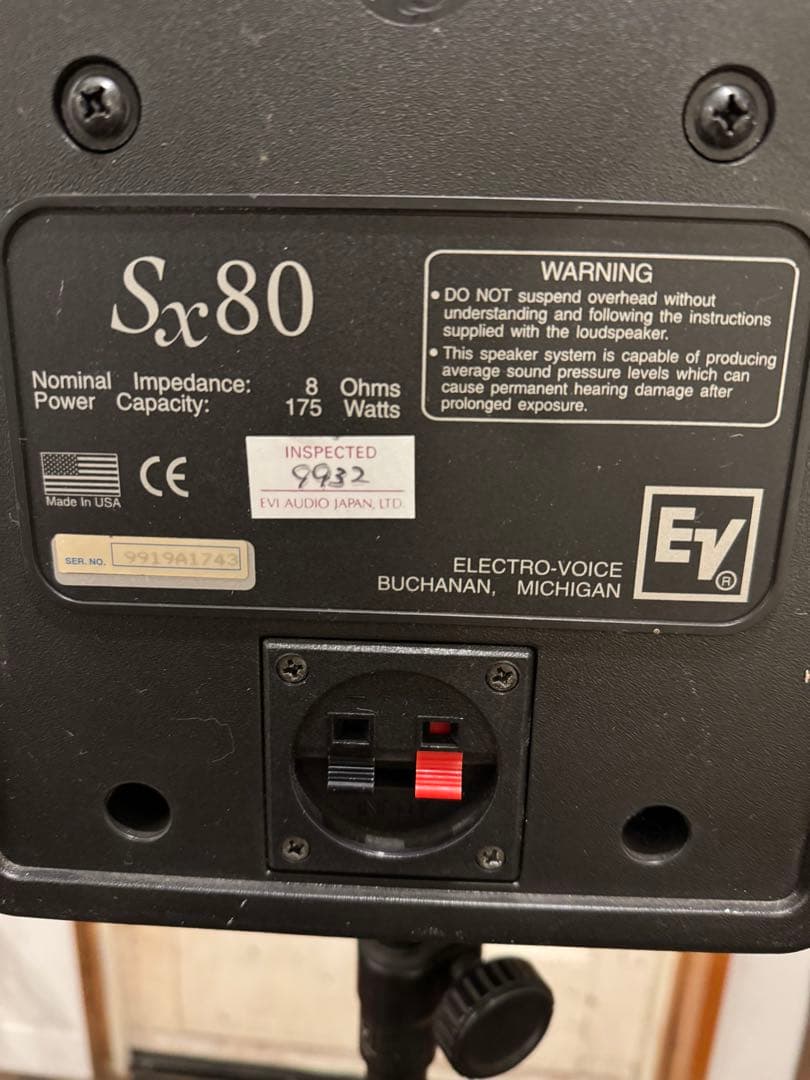 Sx80
Nominal Impedance: 8 Ohms
Power Capacity: 175 Watts
WARNING
• DO NOT suspend overhead without
understanding and following the instructions
supplied with the loudspeaker.
• This speaker system is capable of producing
average sound pressure levels which can
cause permanent hearing damage after
prolonged exposure.
Made In USA
CE
INSPECTED
9932
EVI AUDIO JAPAN, LTD.
SER. NO. 9919A1743
ELECTRO-VOICE
BUCHANAN, MICHIGAN
EV®